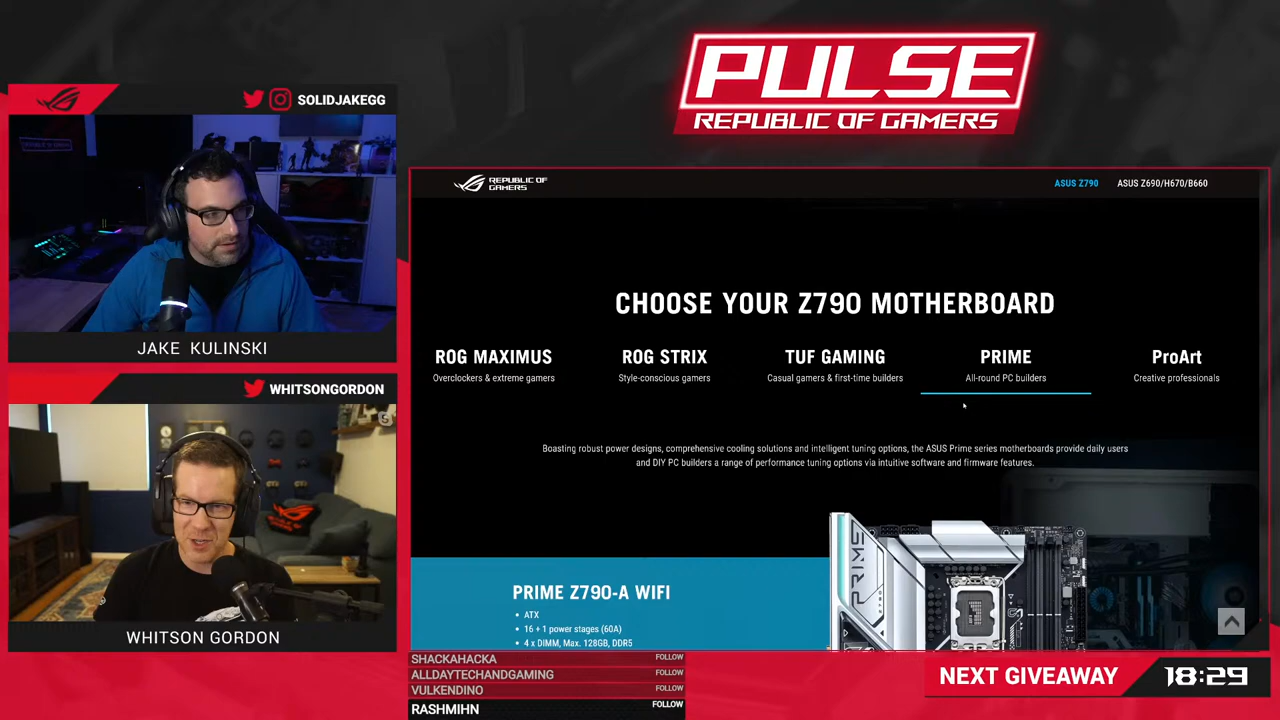 PULSE
REPUBLIC OF GAMERS
SOLIDJAKEGG
JAKE KULINSKI
WHITSONGORDON
WHITSON GORDON
REPUBLIC OF
GAMERS
ASUS Z790
ASUS Z690/H670/B660
CHOOSE YOUR Z790 MOTHERBOARD
ROG MAXIMUS
Overclockers & extreme gamers
ROG STRIX
Style-conscious gamers
TUF GAMING
Casual gamers & first-time builders
PRIME
All-round PC builders
ProArt
Creative professionals
Boasting robust power designs, comprehensive cooling solutions and intelligent tuning options, the ASUS Prime series motherboards provide daily users
and DIY PC builders a range of performance tuning options via intuitive software and firmware features.
PRIME Z790-A WIFI
• ATX
• 16 + 1 power stages (60A)
• 4 x DIMM, Max. 128GB, DDR5
PRIME
SHACKAHACKA FOLLOW
ALLDAYTECHANDGAMING FOLLOW
VULKENDINO FOLLOW
RASHMIHN FOLLOW
NEXT GIVEAWAY 18:29